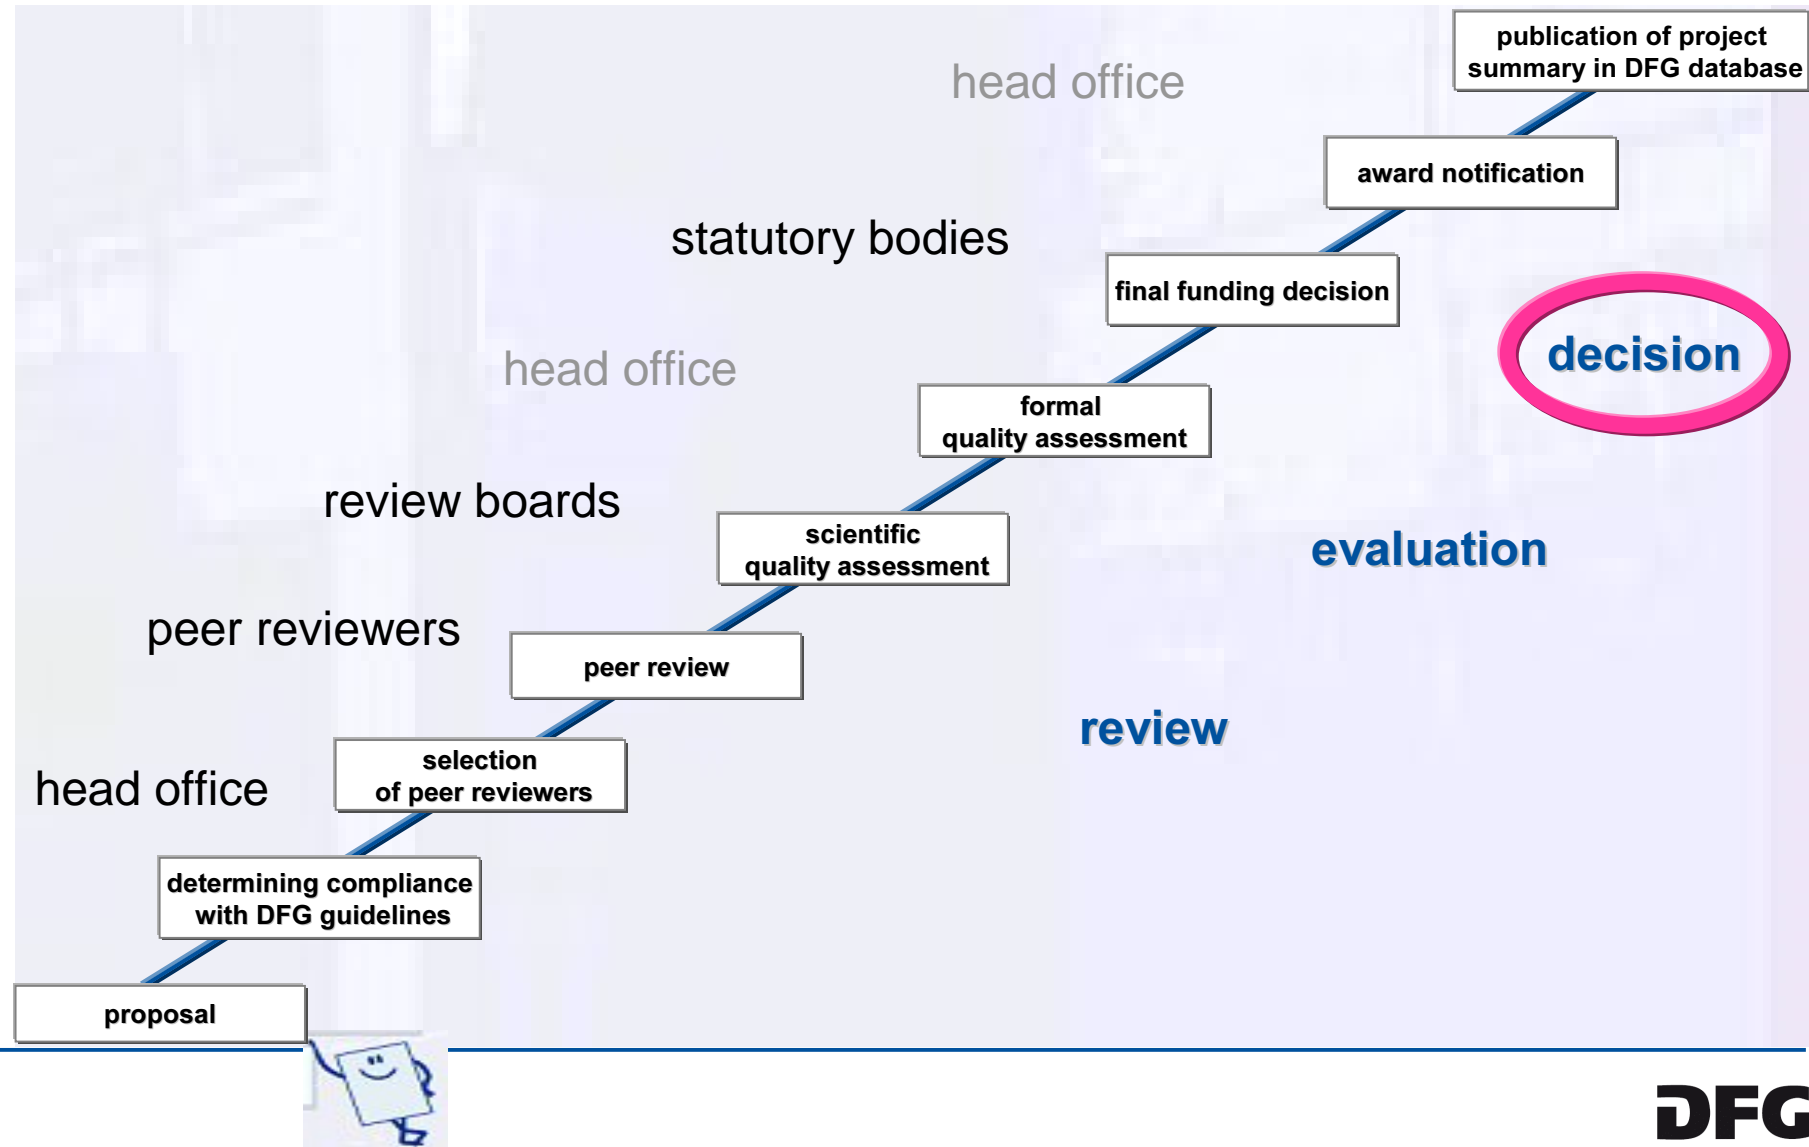 publication of project
summary in DFG database
head office
award notification
statutory bodies
final funding decision
decision
head office
formal
quality assessment
review boards
scientific
quality assessment
evaluation
peer reviewers
peer review
review
selection
of peer reviewers
head office
determining compliance
with DFG guidelines
proposal
DFG